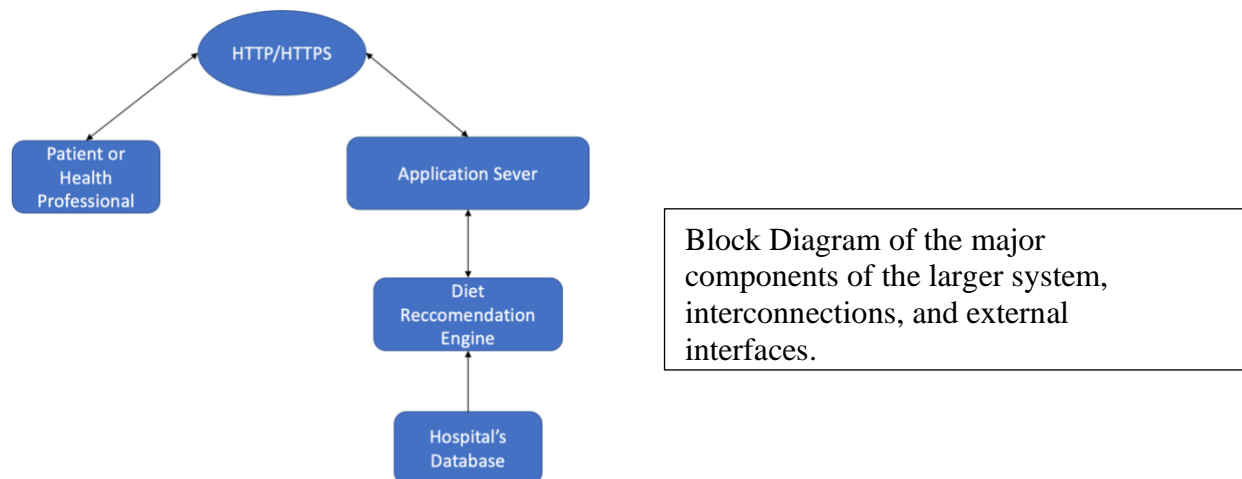 HTTP/HTTPS
Patient or
Health
Professional
Application Sever
Diet
Reccomendation
Engine
Hospital's
Database
Block Diagram of the major
components of the larger system,
interconnections, and external
interfaces.